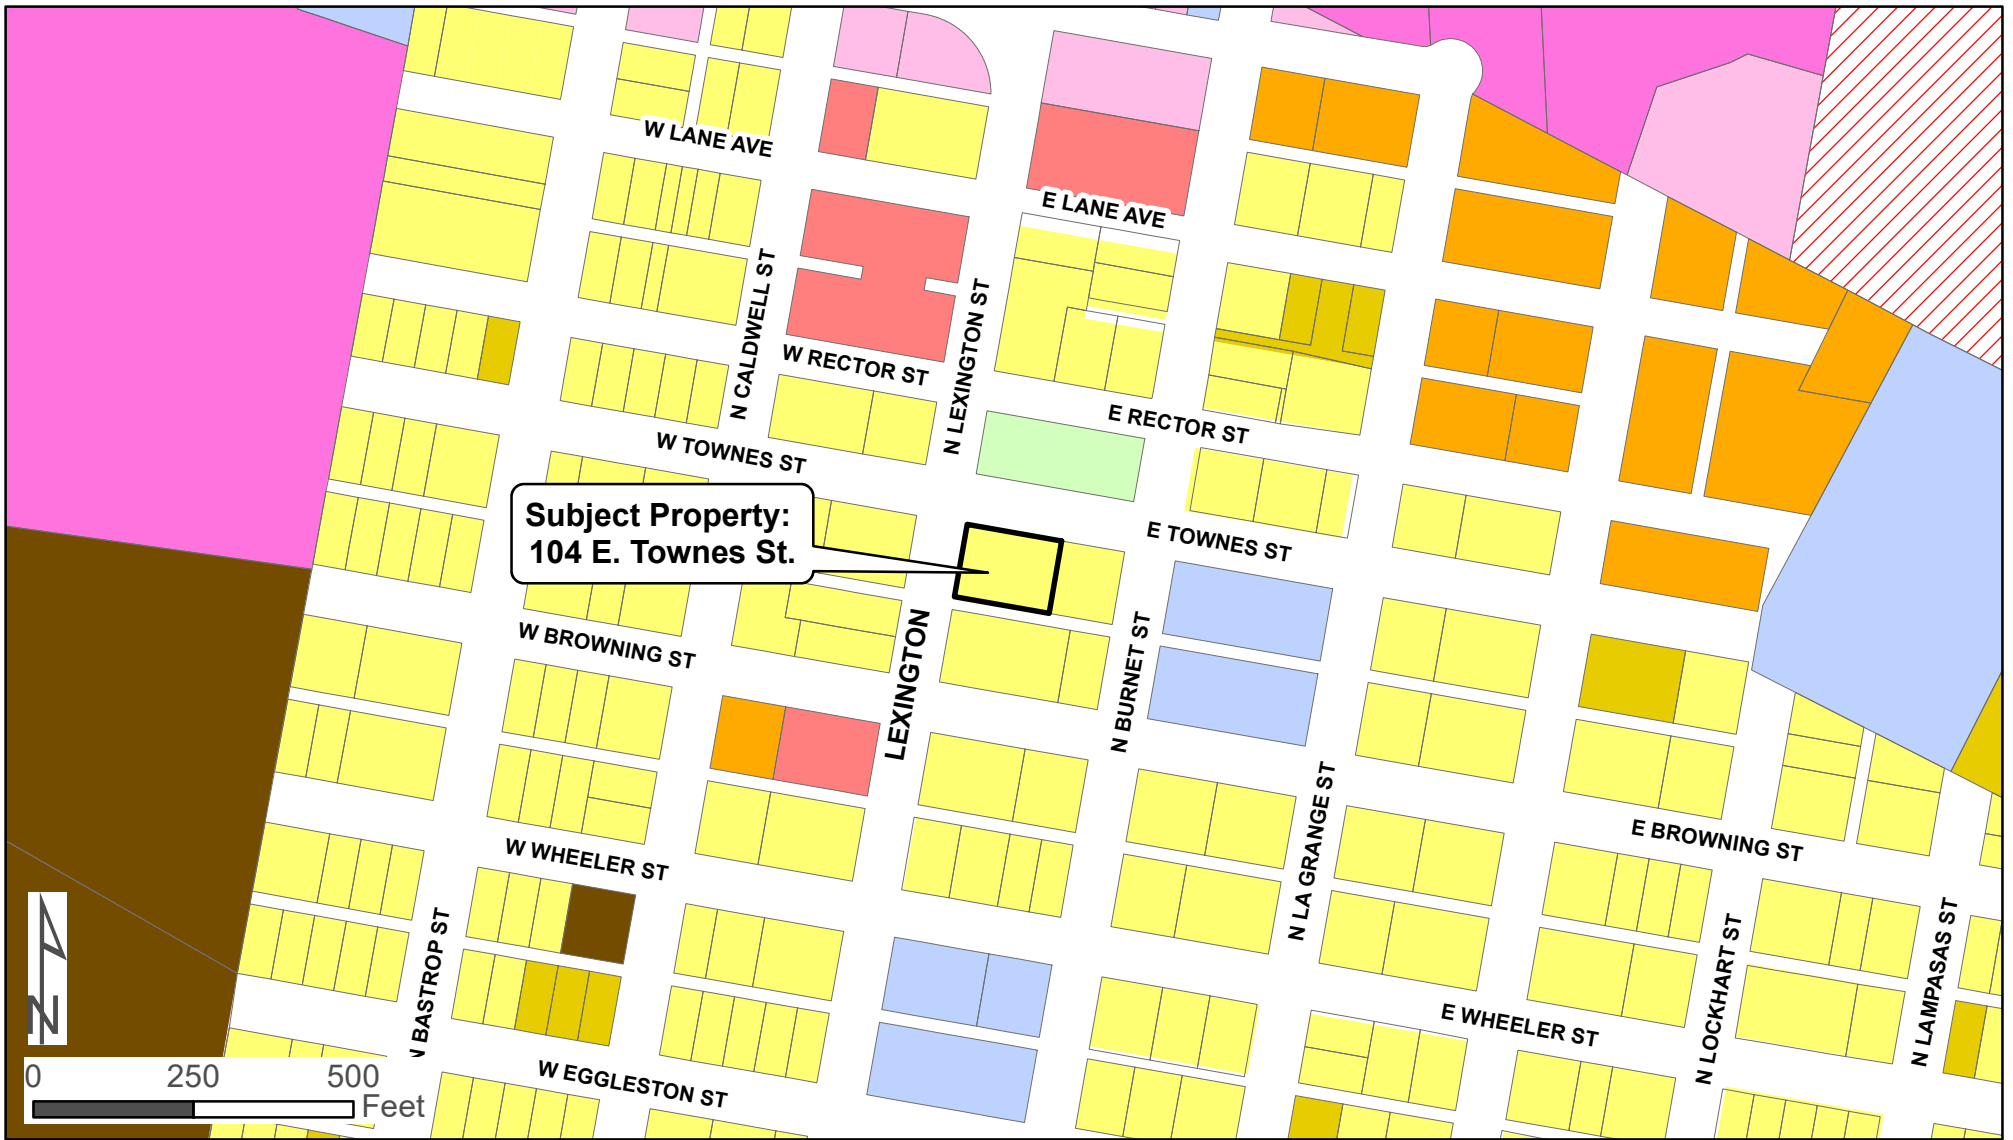 W LANE AVE
E LANE AVE
N CALDWELL ST
N LEXINGTON ST
W RECTOR ST
E RECTOR ST
W TOWNES ST
Subject Property:
104 E. Townes St.
E TOWNES ST
W BROWNING ST
LEXINGTON
N BURNET ST
N LA GRANGE ST
E BROWNING ST
W WHEELER ST
N BASTROP ST
N LOCKHART ST
N LAMPASAS ST
E WHEELER ST
W EGGLESTON ST
N
0 250 500
Feet